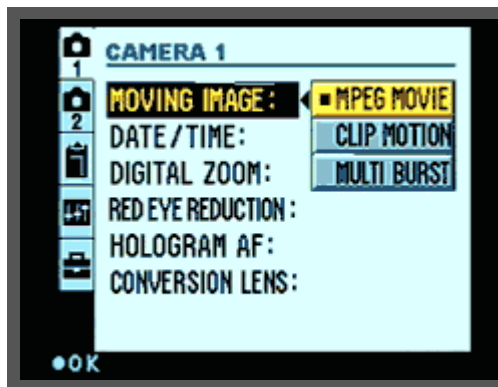 1
CAMERA 1
MOVING IMAGE:
MPEG MOVIE
2
DATE/TIME:
CLIP MOTION
DIGITAL ZOOM:
MULTI BURST
RED EYE REDUCTION:
HOLOGRAM AF:
CONVERSION LENS:
OK